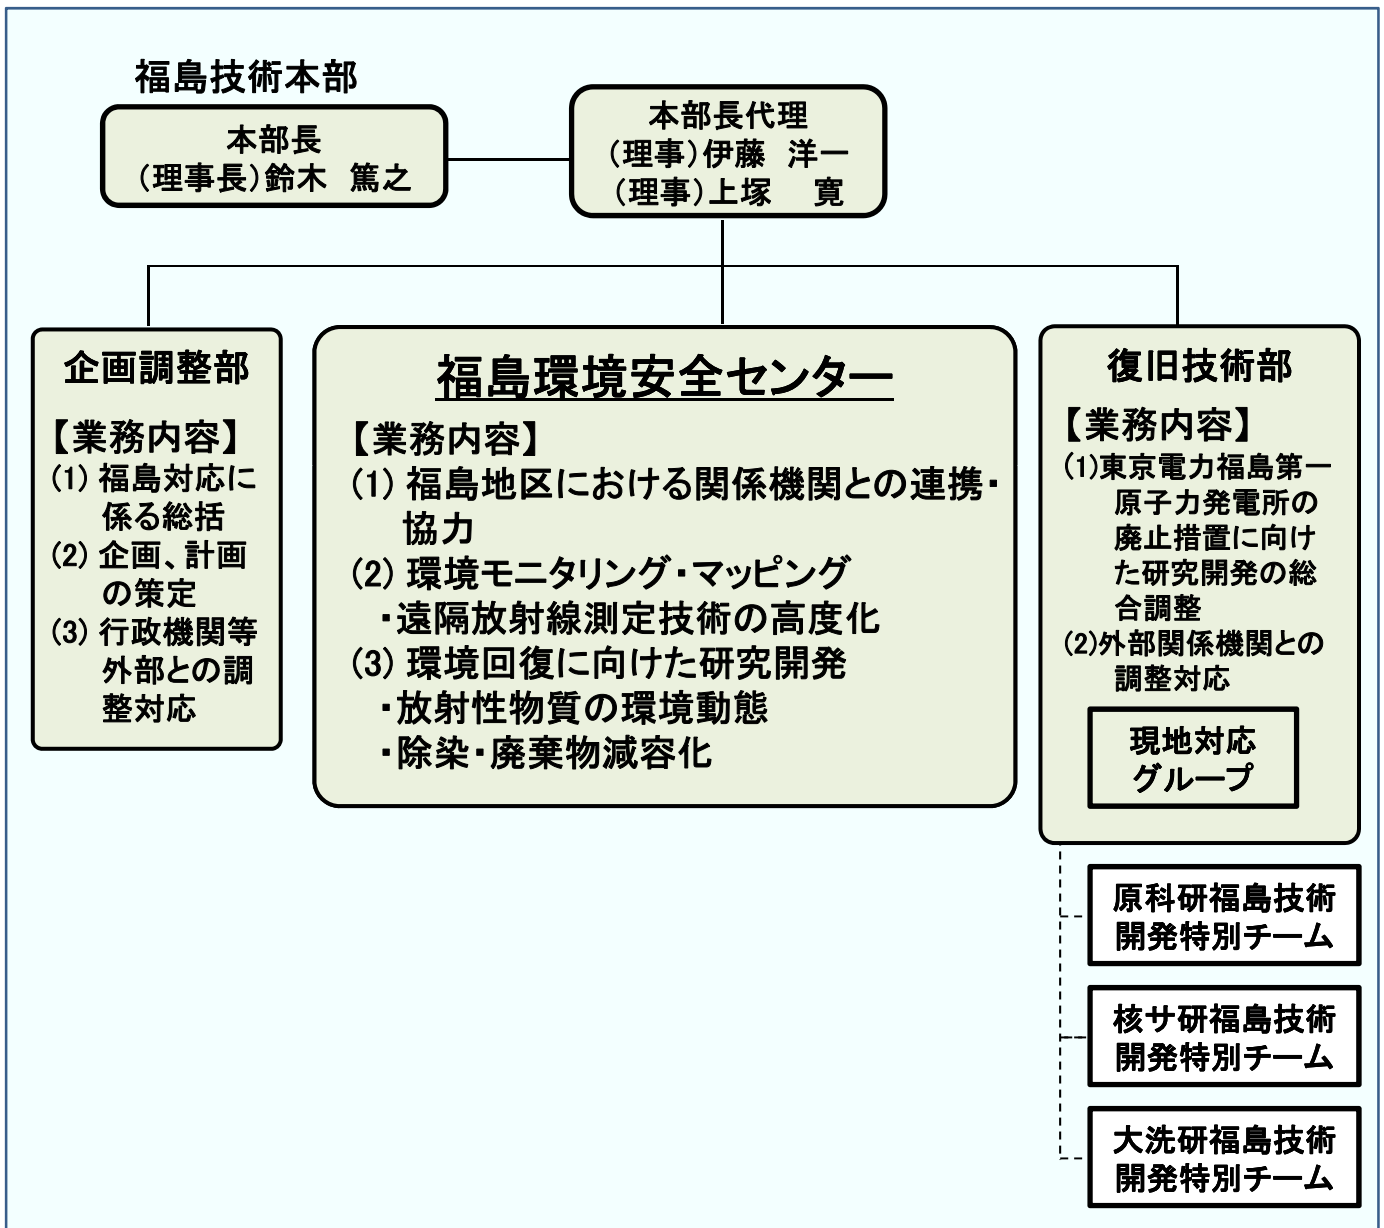 福島技術本部
本部長
(理事長)鈴木　篤之
本部長代理
(理事)伊藤　洋一
(理事)上塚　寛
企画調整部
【業務内容】
(1) 福島対応に
係る総括
(2) 企画、計画
の策定
(3) 行政機関等
外部との調
整対応
福島環境安全センター
【業務内容】
(1) 福島地区における関係機関との連携・
協力
(2) 環境モニタリング・マッピング
・遠隔放射線測定技術の高度化
(3) 環境回復に向けた研究開発
・放射性物質の環境動態
・除染・廃棄物減容化
復旧技術部
【業務内容】
(1)東京電力福島第一
原子力発電所の
廃止措置に向け
た研究開発の総
合調整
(2)外部関係機関との
調整対応
現地対応
グループ
原科研福島技術
開発特別チーム
核サ研福島技術
開発特別チーム
大洗研福島技術
開発特別チーム